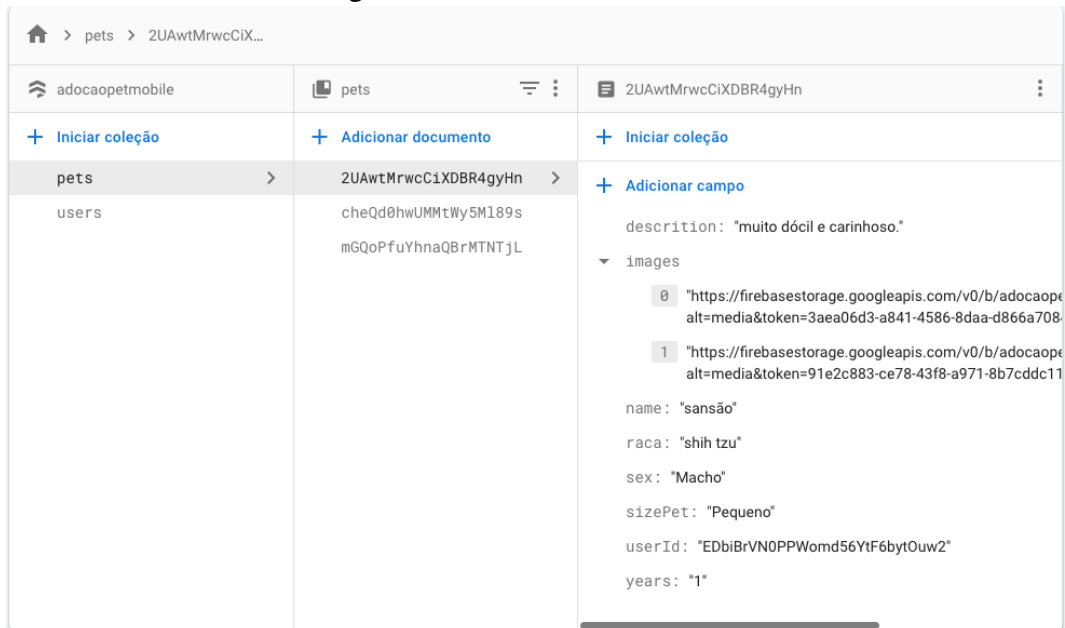 > pets > 2UAwtMrwcCiX...
adocaopetmobile
pets
2UAwtMrwcCiXDBR4gyHn
+ Iniciar coleção
+ Adicionar documento
+ Iniciar coleção
pets
users
2UAwtMrwcCiXDBR4gyHn
cheQd0hwUMMtWy5Ml89s
mGQoPfuYhnaQBrMTNTjL
+ Adicionar campo
descrition: "muito dócil e carinhoso."
images
0 "https://firebasestorage.googleapis.com/v0/b/adocaope
alt=media&token=3aea06d3-a841-4586-8daa-d866a708
1 "https://firebasestorage.googleapis.com/v0/b/adocaope
alt=media&token=91e2c883-ce78-43f8-a971-8b7cddc11
name: "sansão"
raca: "shih tzu"
sex: "Macho"
sizePet: "Pequeno"
userId: "EDbiBrVN0PPWomd56YtF6bytOuw2"
years: "1"